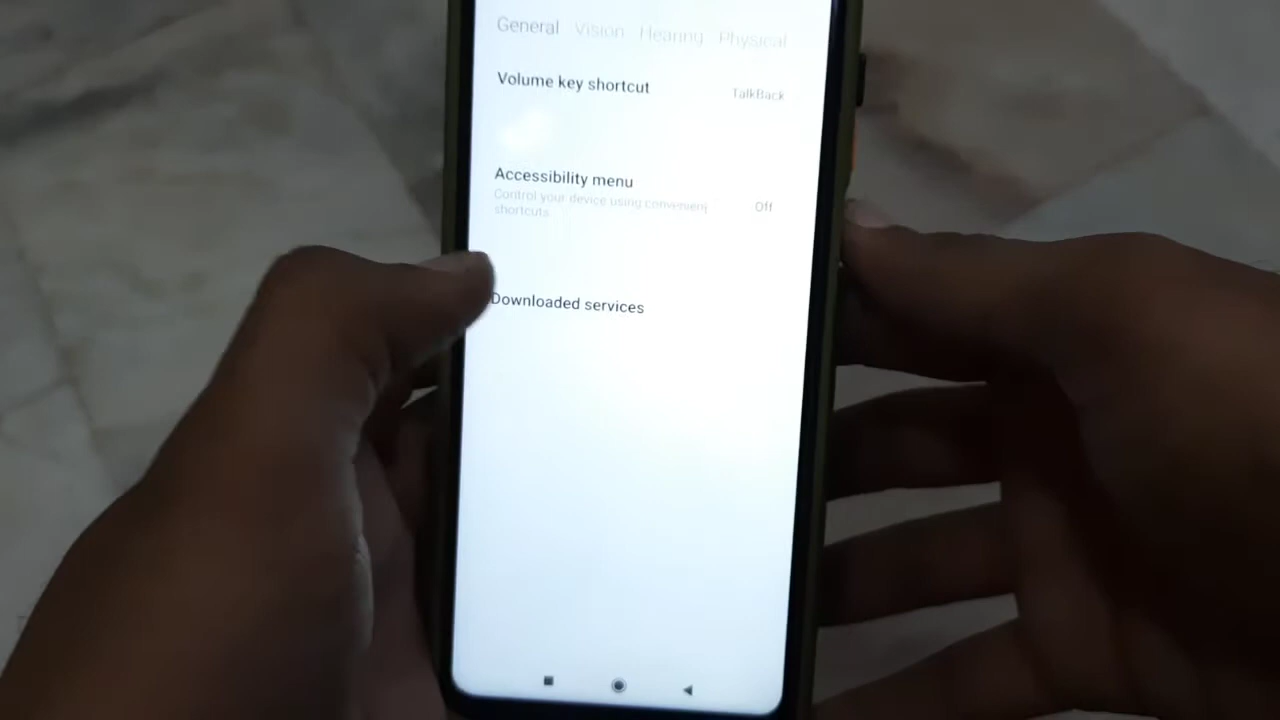 General Vision Hearing Physical
Volume key shortcut TalkBack
Accessibility menu
Control your device using convenient
shortcuts
Off
Downloaded services